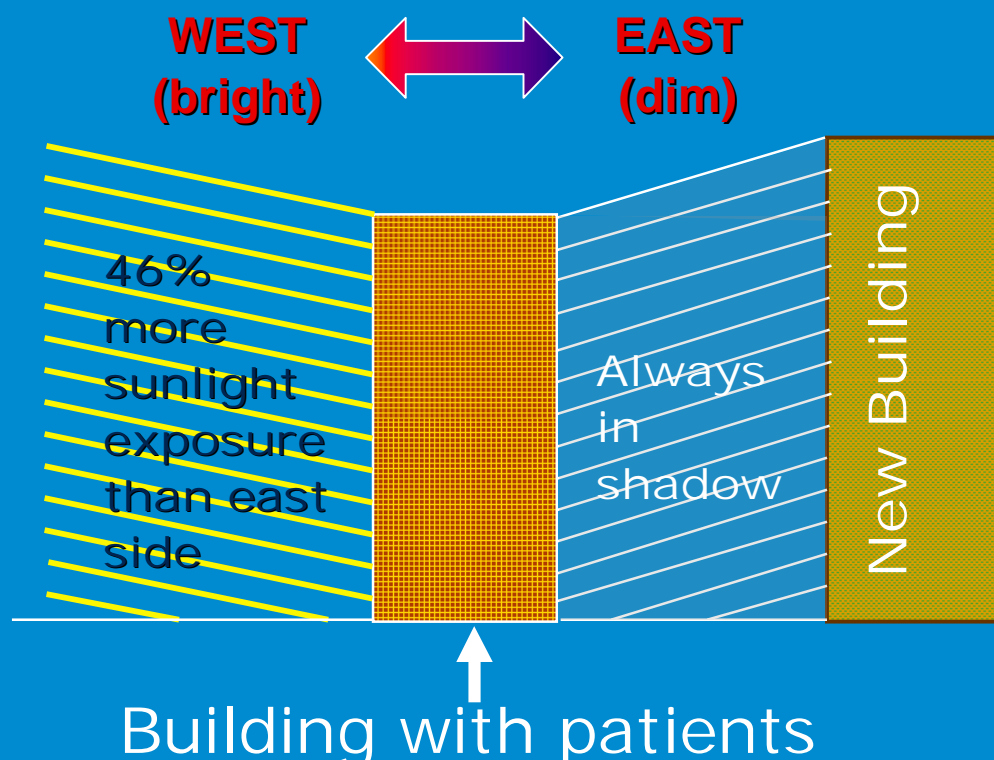 WEST
(bright)
EAST
(dim)
46%
more
sunlight
exposure
than east
side
Always
in
shadow
New Building
Building with patients